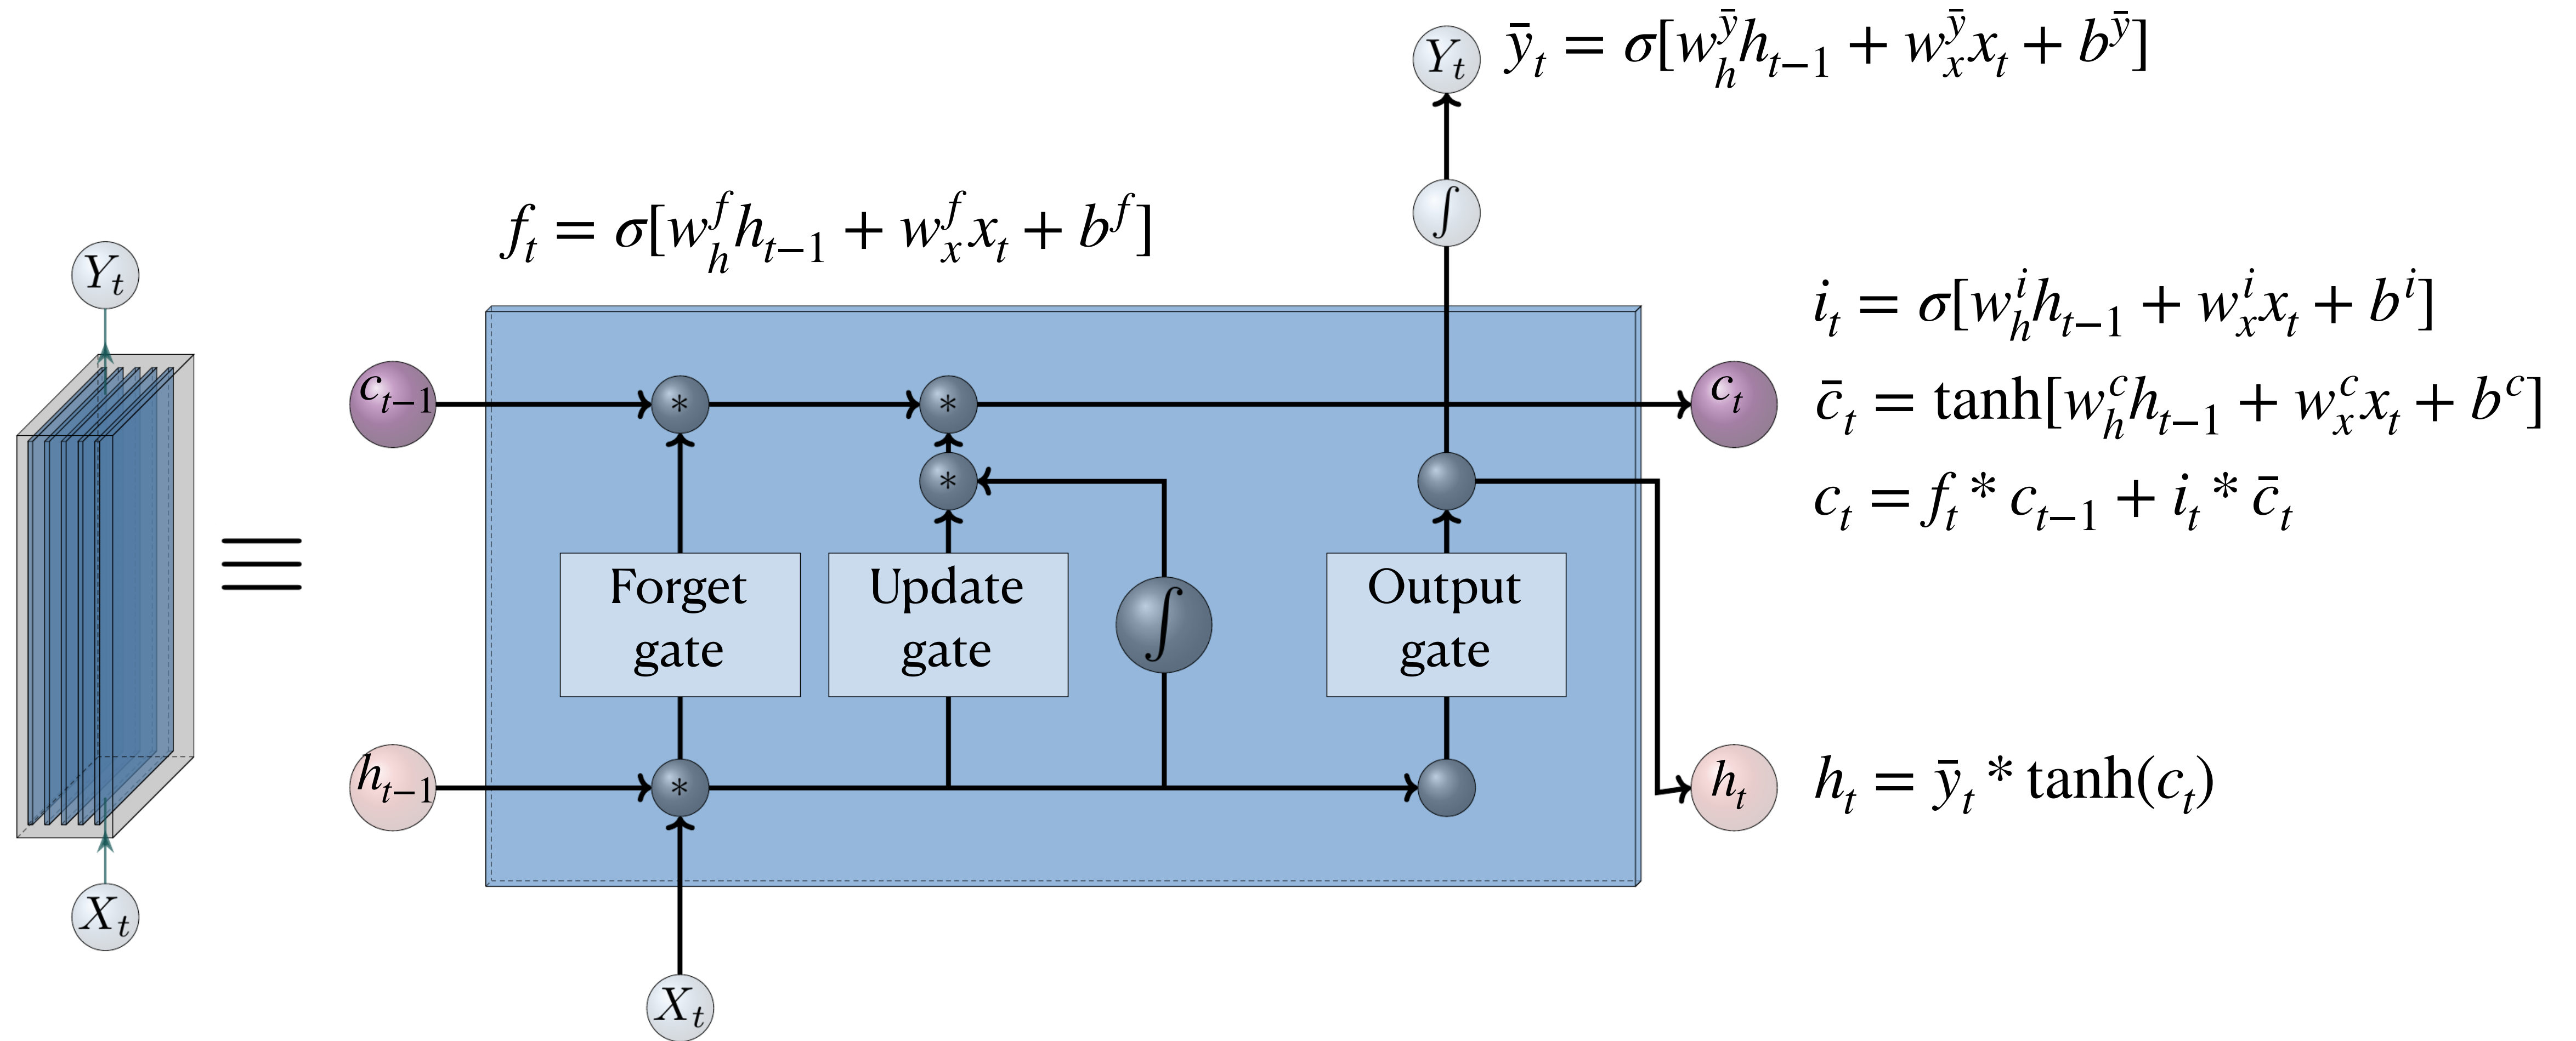 Y_t
ȳ_t = σ[w_h^ȳ h_{t−1} + w_x^ȳ x_t + b^ȳ]
∫
f_t = σ[w_h^f h_{t−1} + w_x^f x_t + b^f]
Y_t
i_t = σ[w_h^i h_{t−1} + w_x^i x_t + b^i]
c_{t−1}
*
*
c_t
c̄_t = tanh[w_h^c h_{t−1} + w_x^c x_t + b^c]
*
c_t = f_t * c_{t−1} + i_t * c̄_t
≡
Forget
gate
Update
gate
∫
Output
gate
h_{t−1}
*
h_t
h_t = ȳ_t * tanh(c_t)
X_t
X_t